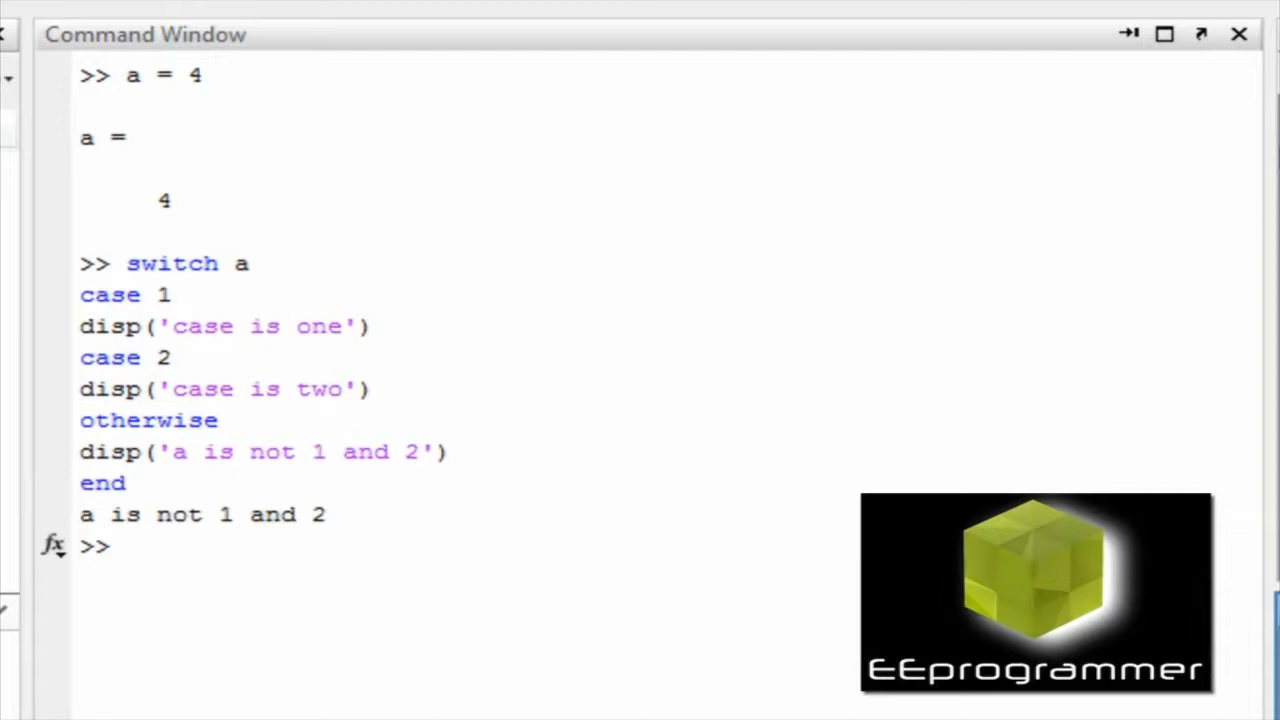 Command Window
>> a = 4
a =
4
>> switch a
case 1
disp('case is one')
case 2
disp('case is two')
otherwise
disp('a is not 1 and 2')
end
a is not 1 and 2
fx >>
EEprogrammer